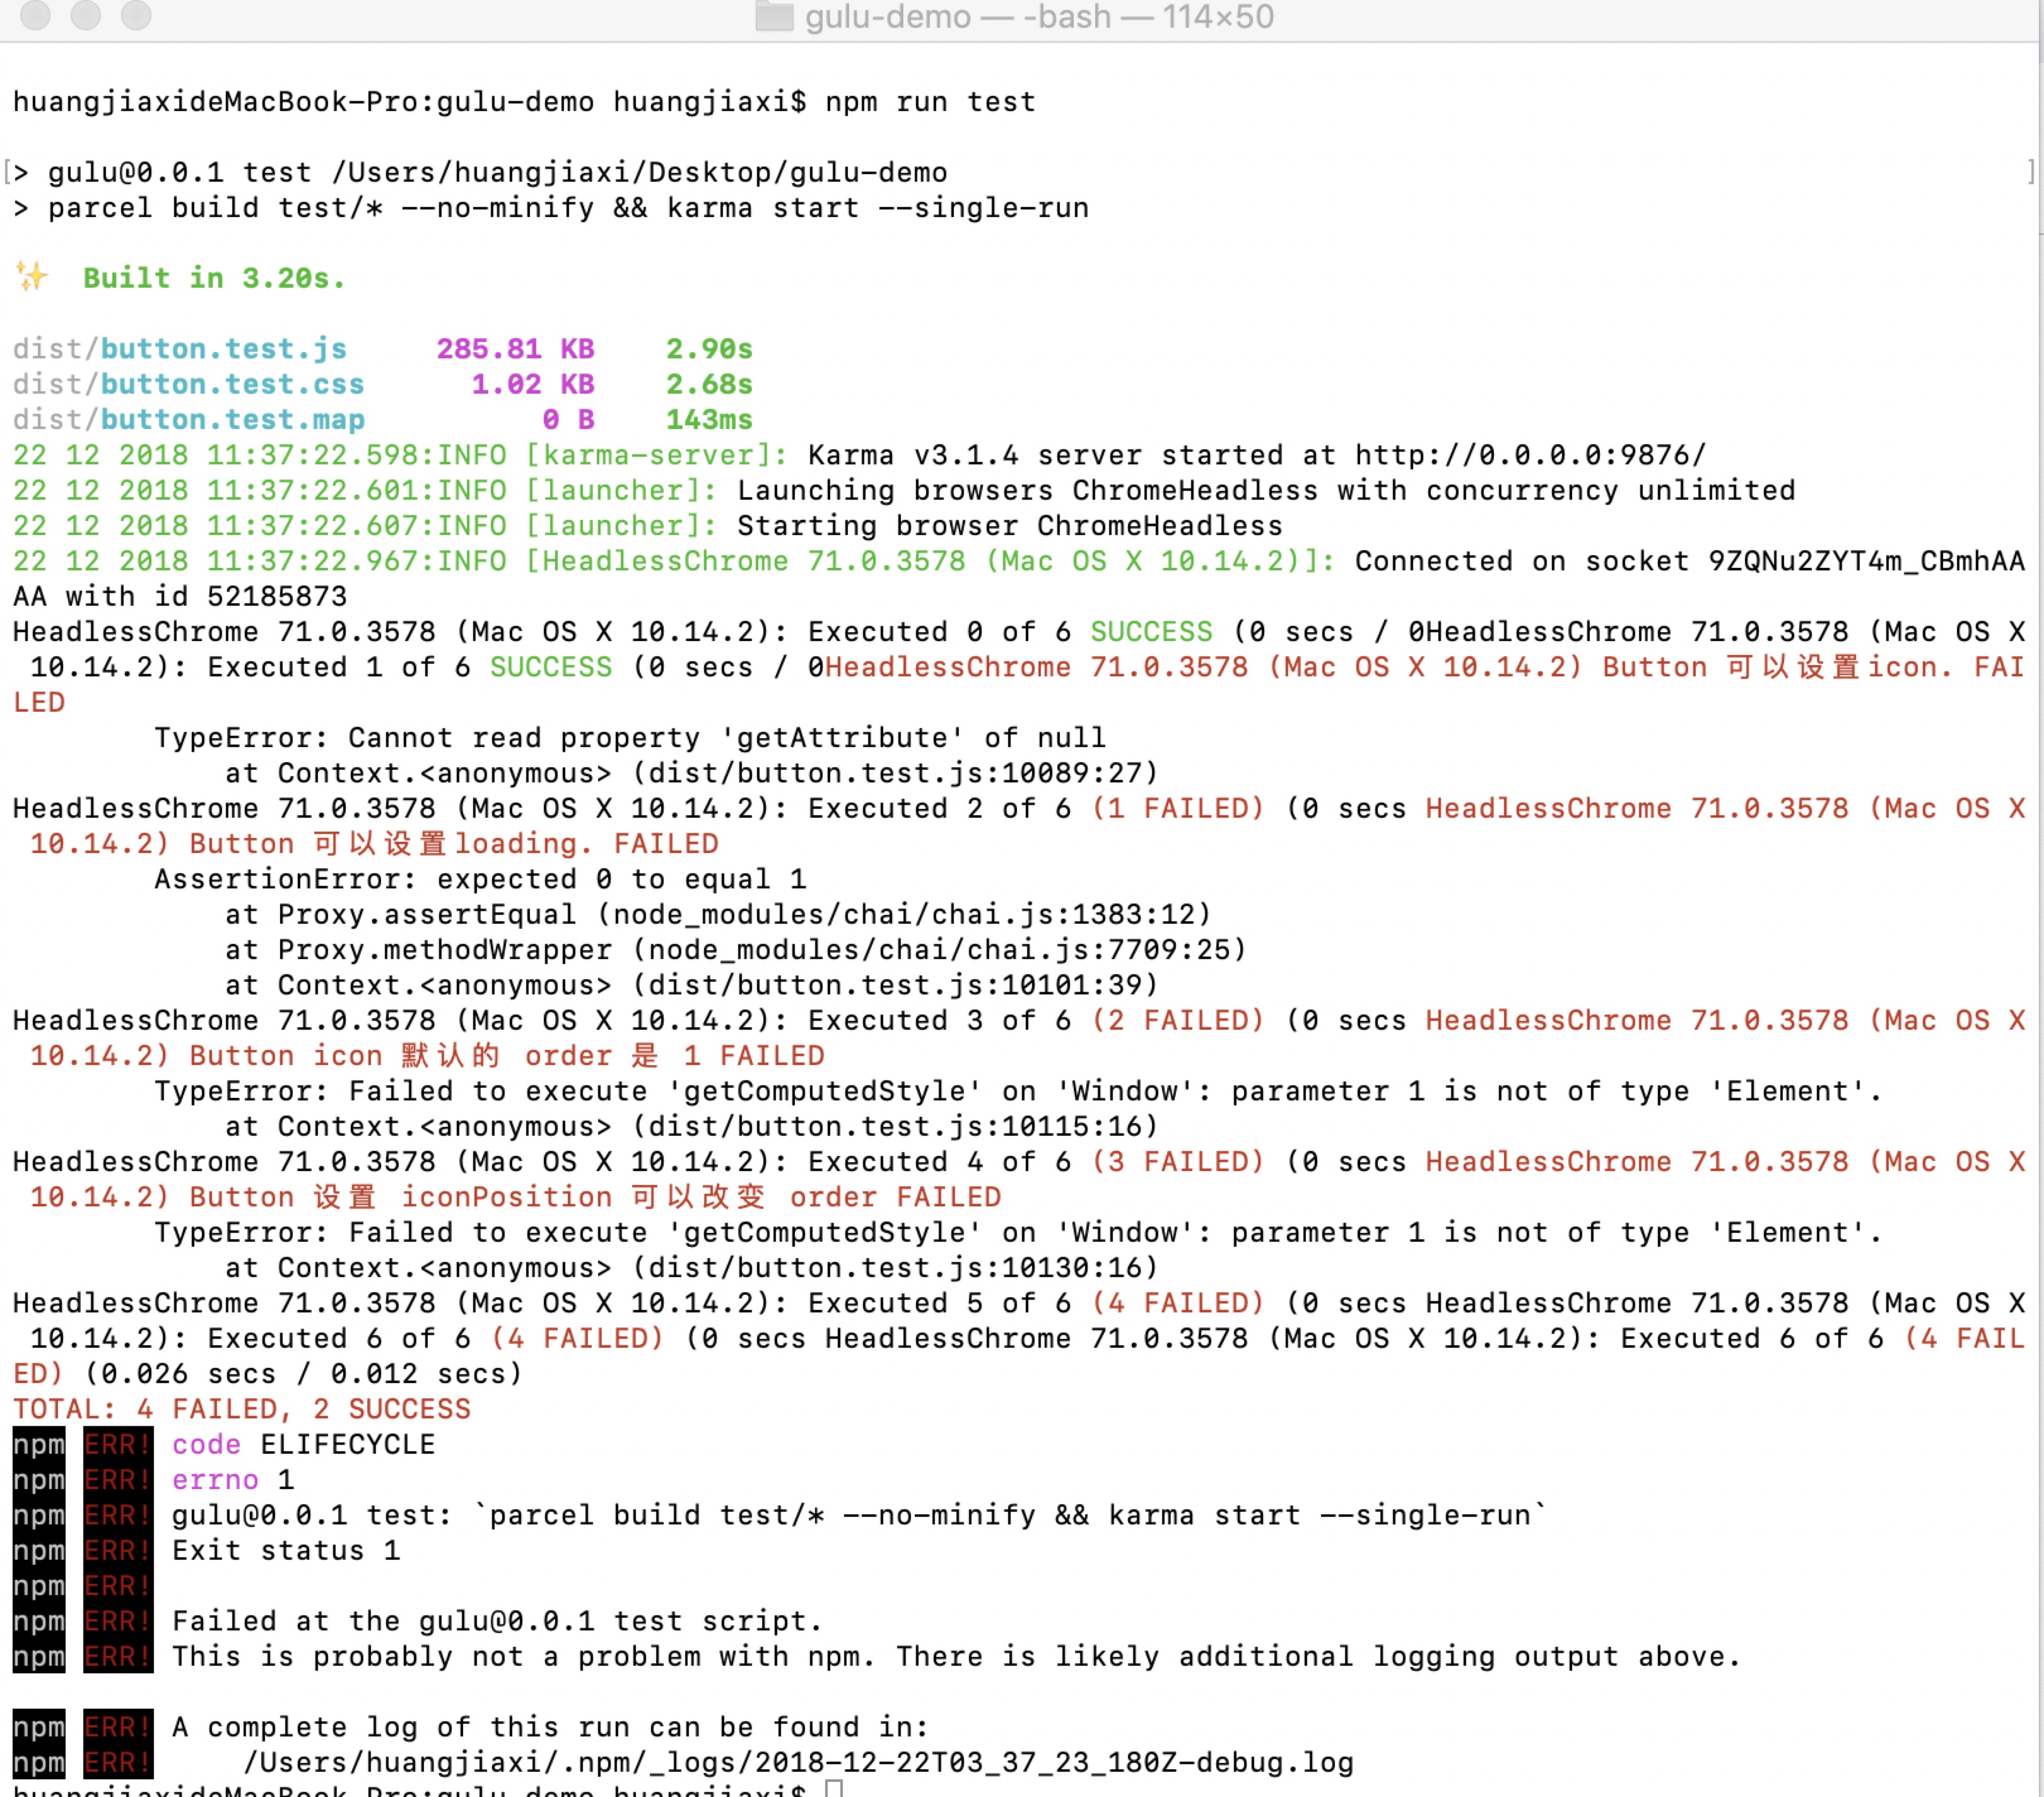 gulu-demo — -bash — 114×50
huangjiaxideMacBook-Pro:gulu-demo huangjiaxi$ npm run test
[> gulu@0.0.1 test /Users/huangjiaxi/Desktop/gulu-demo ]
> parcel build test/* --no-minify && karma start --single-run
✨ Built in 3.20s.
dist/button.test.js 285.81 KB 2.90s
dist/button.test.css 1.02 KB 2.68s
dist/button.test.map 0 B 143ms
22 12 2018 11:37:22.598:INFO [karma-server]: Karma v3.1.4 server started at http://0.0.0.0:9876/
22 12 2018 11:37:22.601:INFO [launcher]: Launching browsers ChromeHeadless with concurrency unlimited
22 12 2018 11:37:22.607:INFO [launcher]: Starting browser ChromeHeadless
22 12 2018 11:37:22.967:INFO [HeadlessChrome 71.0.3578 (Mac OS X 10.14.2)]: Connected on socket 9ZQNu2ZYT4m_CBmhAA
AA with id 52185873
HeadlessChrome 71.0.3578 (Mac OS X 10.14.2): Executed 0 of 6 SUCCESS (0 secs / 0HeadlessChrome 71.0.3578 (Mac OS X
10.14.2): Executed 1 of 6 SUCCESS (0 secs / 0HeadlessChrome 71.0.3578 (Mac OS X 10.14.2) Button 可以设置icon. FAI
LED
TypeError: Cannot read property 'getAttribute' of null
at Context.<anonymous> (dist/button.test.js:10089:27)
HeadlessChrome 71.0.3578 (Mac OS X 10.14.2): Executed 2 of 6 (1 FAILED) (0 secs HeadlessChrome 71.0.3578 (Mac OS X
10.14.2) Button 可以设置loading. FAILED
AssertionError: expected 0 to equal 1
at Proxy.assertEqual (node_modules/chai/chai.js:1383:12)
at Proxy.methodWrapper (node_modules/chai/chai.js:7709:25)
at Context.<anonymous> (dist/button.test.js:10101:39)
HeadlessChrome 71.0.3578 (Mac OS X 10.14.2): Executed 3 of 6 (2 FAILED) (0 secs HeadlessChrome 71.0.3578 (Mac OS X
10.14.2) Button icon 默认的 order 是 1 FAILED
TypeError: Failed to execute 'getComputedStyle' on 'Window': parameter 1 is not of type 'Element'.
at Context.<anonymous> (dist/button.test.js:10115:16)
HeadlessChrome 71.0.3578 (Mac OS X 10.14.2): Executed 4 of 6 (3 FAILED) (0 secs HeadlessChrome 71.0.3578 (Mac OS X
10.14.2) Button 设置 iconPosition 可以改变 order FAILED
TypeError: Failed to execute 'getComputedStyle' on 'Window': parameter 1 is not of type 'Element'.
at Context.<anonymous> (dist/button.test.js:10130:16)
HeadlessChrome 71.0.3578 (Mac OS X 10.14.2): Executed 5 of 6 (4 FAILED) (0 secs HeadlessChrome 71.0.3578 (Mac OS X
10.14.2): Executed 6 of 6 (4 FAILED) (0 secs HeadlessChrome 71.0.3578 (Mac OS X 10.14.2): Executed 6 of 6 (4 FAIL
ED) (0.026 secs / 0.012 secs)
TOTAL: 4 FAILED, 2 SUCCESS
npm ERR! code ELIFECYCLE
npm ERR! errno 1
npm ERR! gulu@0.0.1 test: `parcel build test/* --no-minify && karma start --single-run`
npm ERR! Exit status 1
npm ERR!
npm ERR! Failed at the gulu@0.0.1 test script.
npm ERR! This is probably not a problem with npm. There is likely additional logging output above.
npm ERR! A complete log of this run can be found in:
npm ERR! /Users/huangjiaxi/.npm/_logs/2018-12-22T03_37_23_180Z-debug.log
huangjiaxideMacBook-Pro:gulu-demo huangjiaxi$